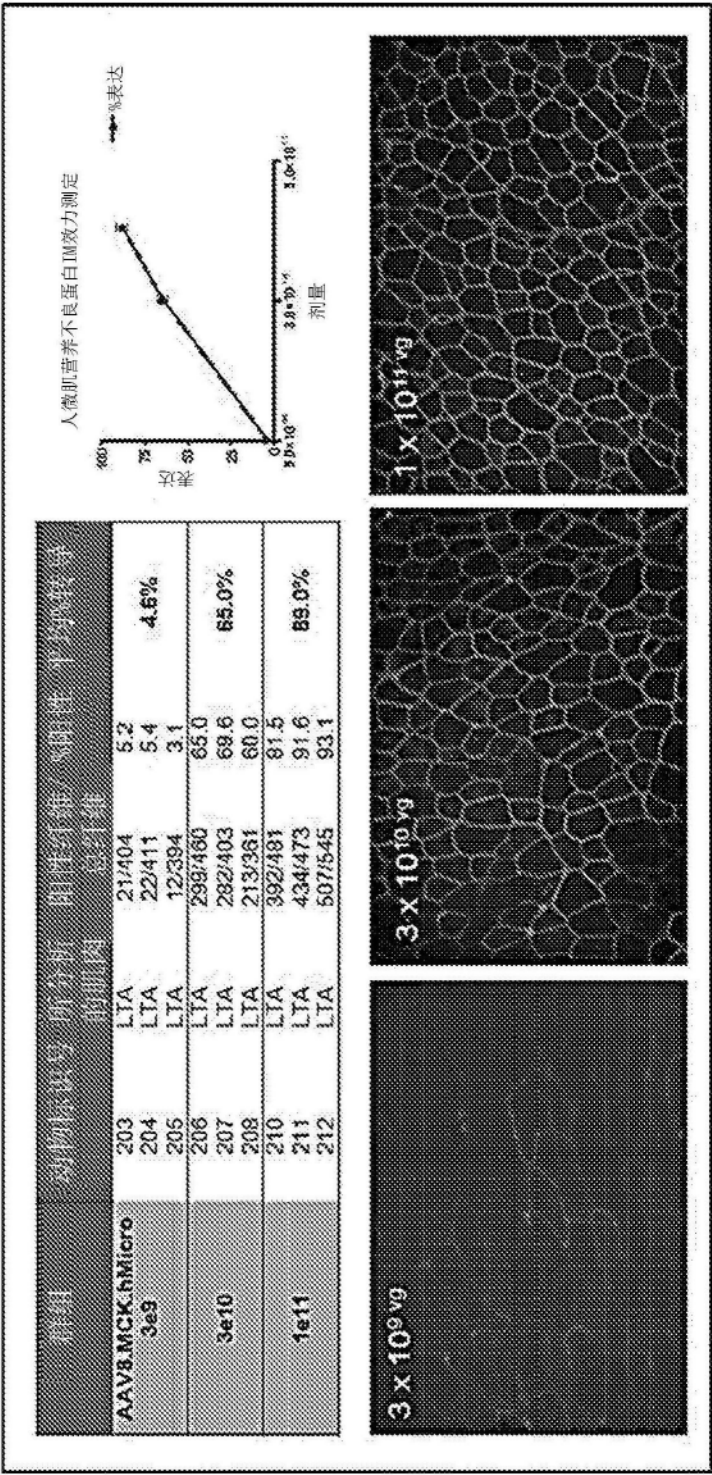 群组 动物标识号 所分析的肌肉 阳性纤维/总纤维 %阳性 平均%转导
AAV8.MCK.hMicro
3e9 203 LTA 21/404 5.2
204 LTA 22/411 5.4 4.6%
205 LTA 12/394 3.1
206 LTA 299/460 65.0
3e10 207 LTA 282/403 69.6 65.0%
208 LTA 213/361 60.0
210 LTA 392/481 81.5
1e11 211 LTA 434/473 91.6 89.0%
212 LTA 507/545 93.1
人微肌营养不良蛋白IM效力测定
%表达
100
75
50
25
0
表达
剂量
3 x 10⁹ vg
3 x 10¹⁰ vg
1 x 10¹¹ vg